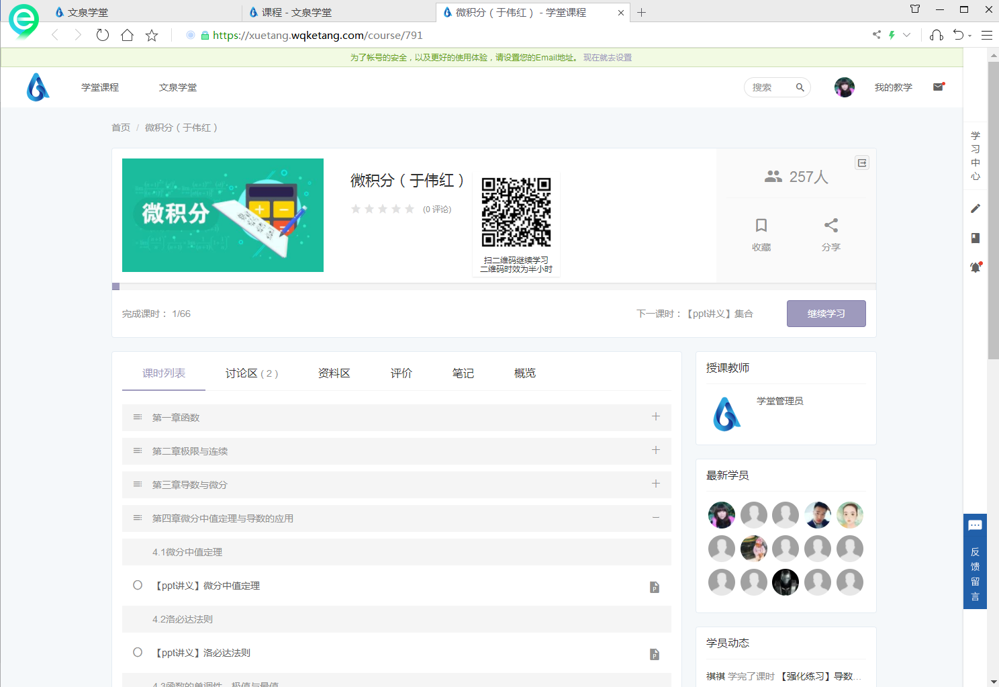 文泉学堂
课程 - 文泉学堂
微积分（于伟红） - 学堂课程
https://xuetang.wqketang.com/course/791
为了帐号的安全，以及更好的使用体验，请设置您的Email地址。 现在就去设置
学堂课程
文泉学堂
搜索
我的教学
首页 / 微积分（于伟红）
微积分
微积分（于伟红）
(0 评论)
扫二维码继续学习
二维码时效为半小时
257人
收藏
分享
完成课时： 1/66
下一课时：【ppt讲义】集合
继续学习
课时列表
讨论区 ( 2 )
资料区
评价
笔记
概览
第一章函数
第二章极限与连续
第三章导数与微分
第四章微分中值定理与导数的应用
4.1微分中值定理
【ppt讲义】微分中值定理
4.2洛必达法则
【ppt讲义】洛必达法则
4.3函数的单调性、极值与最值
授课教师
学堂管理员
最新学员
学员动态
祺祺 学完了课时 【强化练习】导数...
学习中心
反馈留言